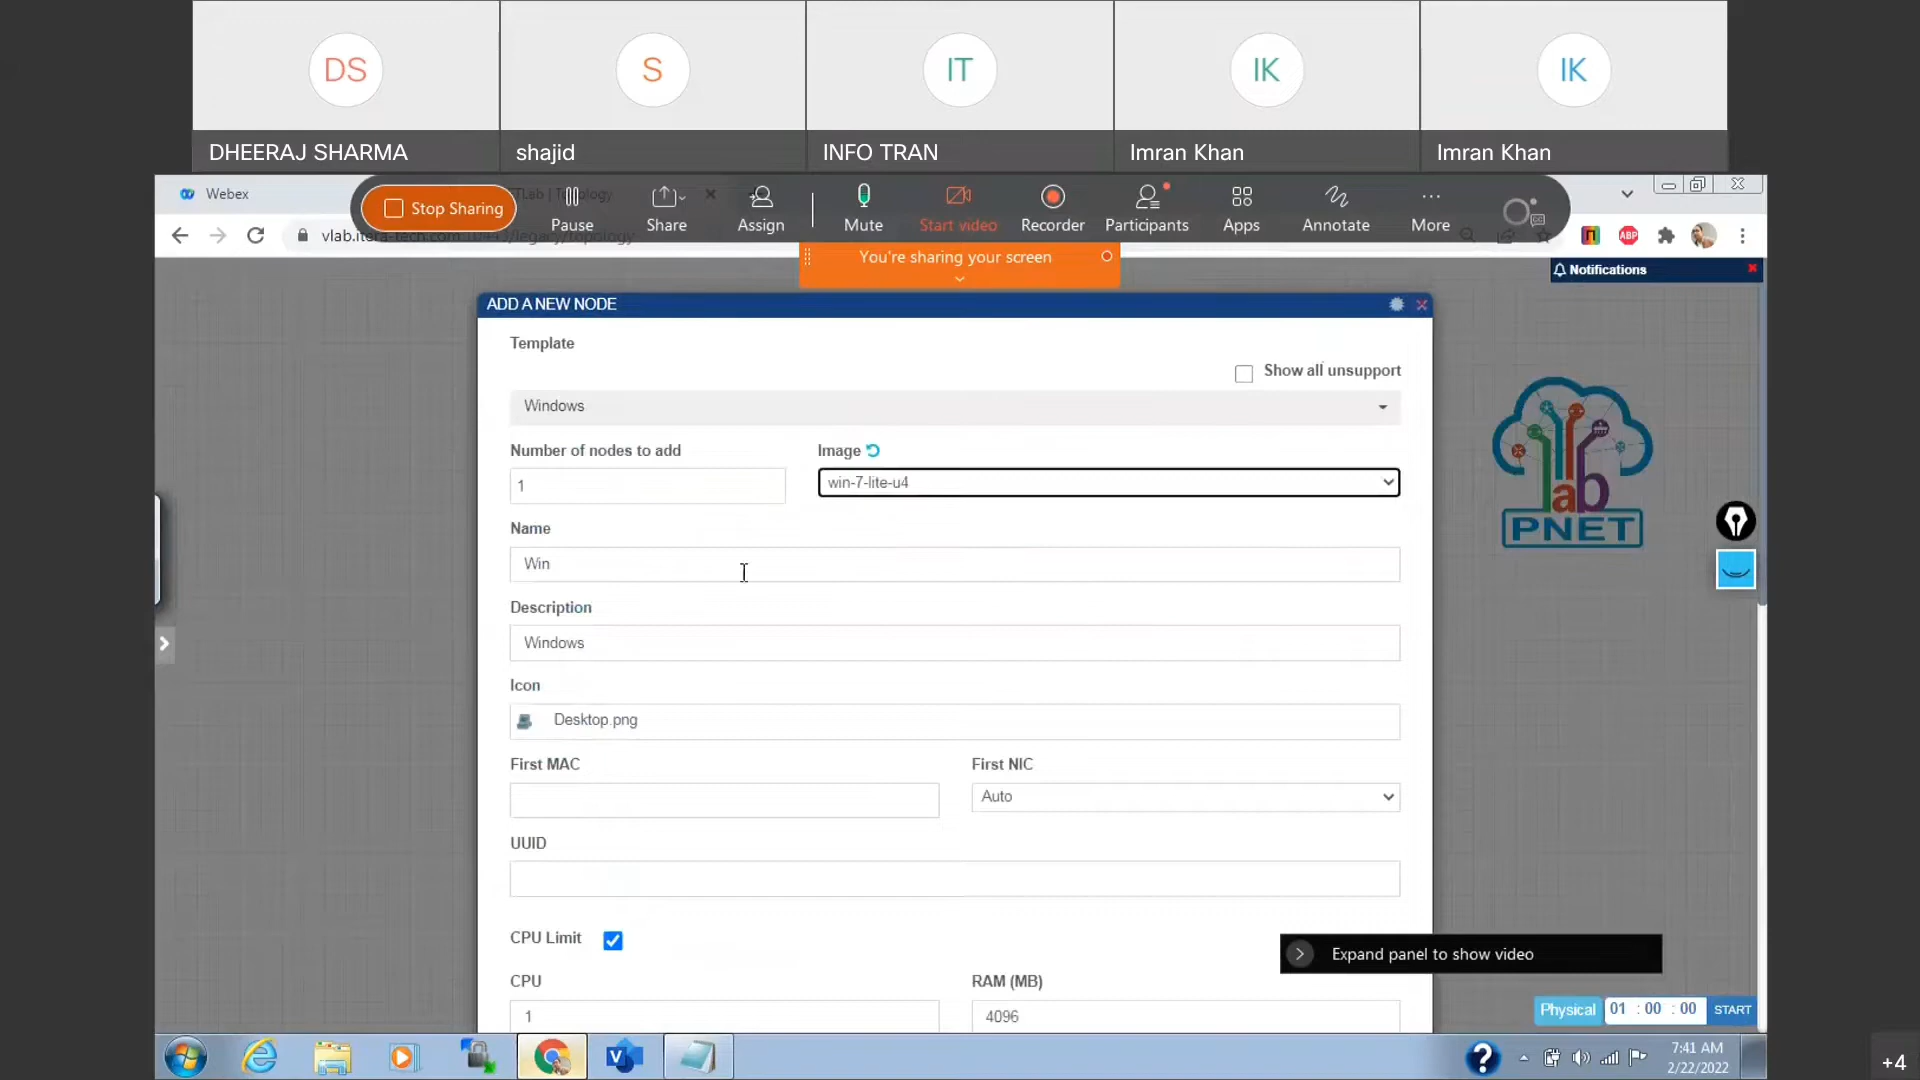 DS
S
IT
IK
IK
DHEERAJ SHARMA
shajid
INFO TRAN
Imran Khan
Imran Khan
Webex
Stop Sharing
Pause
Share
Assign
Mute
Start video
Recorder
Participants
Apps
Annotate
More
ABP
You're sharing your screen
Notifications
ADD A NEW NODE
Template
Show all unsupport
Windows
Number of nodes to add
Image
1
win-7-lite-u4
Name
Win
Description
Windows
Icon
Desktop.png
First MAC
First NIC
Auto
UUID
CPU Limit
CPU
RAM (MB)
1
4096
lab
PNET
Expand panel to show video
Physical
01 : 00 : 00
START
7:41 AM
2/22/2022
+4